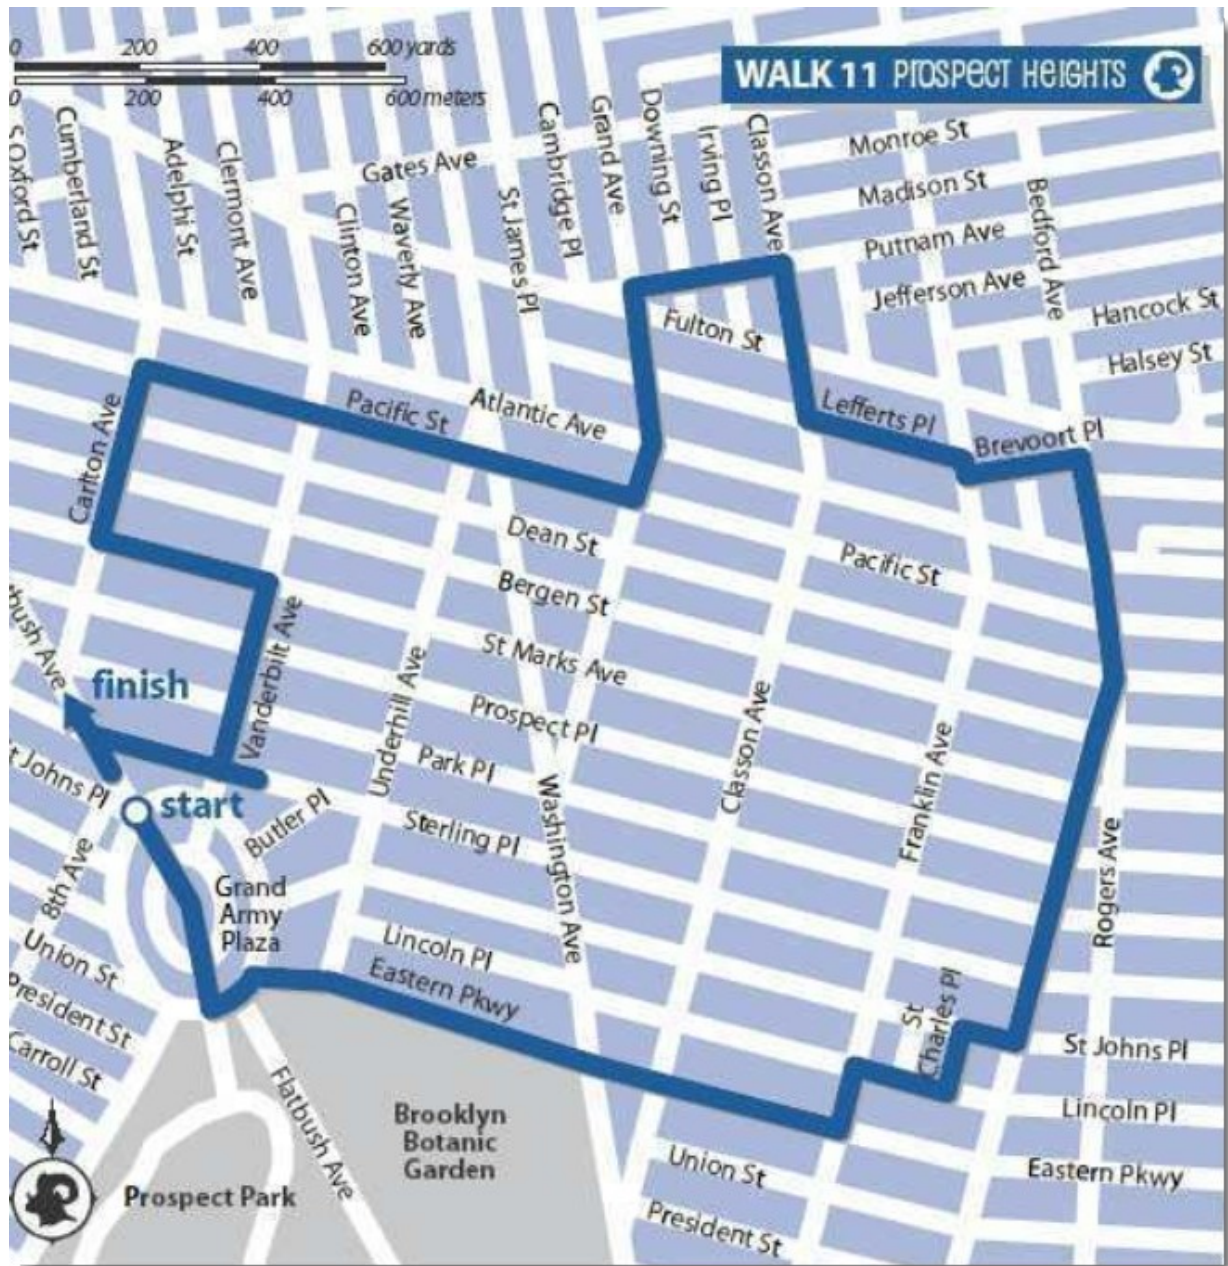 0 200 400 600 yards
0 200 400 600 meters
WALK 11 PROSPECT HEIGHTS
S Oxford St
Cumberland St
Adelphi St
Clermont Ave
Gates Ave
Clinton Ave
Waverly Ave
St James Pl
Cambridge Pl
Grand Ave
Downing St
Irving Pl
Classon Ave
Monroe St
Madison St
Putnam Ave
Jefferson Ave
Bedford Ave
Hancock St
Halsey St
Fulton St
Lefferts Pl
Brevoort Pl
Atlantic Ave
Pacific St
Carlton Ave
Dean St
Pacific St
Bergen St
St Marks Ave
Prospect Pl
Park Pl
Sterling Pl
Vanderbilt Ave
Underhill Ave
Washington Ave
Classon Ave
Franklin Ave
Rogers Ave
bush Ave
finish
start
t Johns Pl
Butler Pl
8th Ave
Grand
Army
Plaza
Union St
President St
Carroll St
Lincoln Pl
Eastern Pkwy
St
Charles Pl
St Johns Pl
Lincoln Pl
Eastern Pkwy
Union St
President St
Flatbush Ave
Brooklyn
Botanic
Garden
Prospect Park